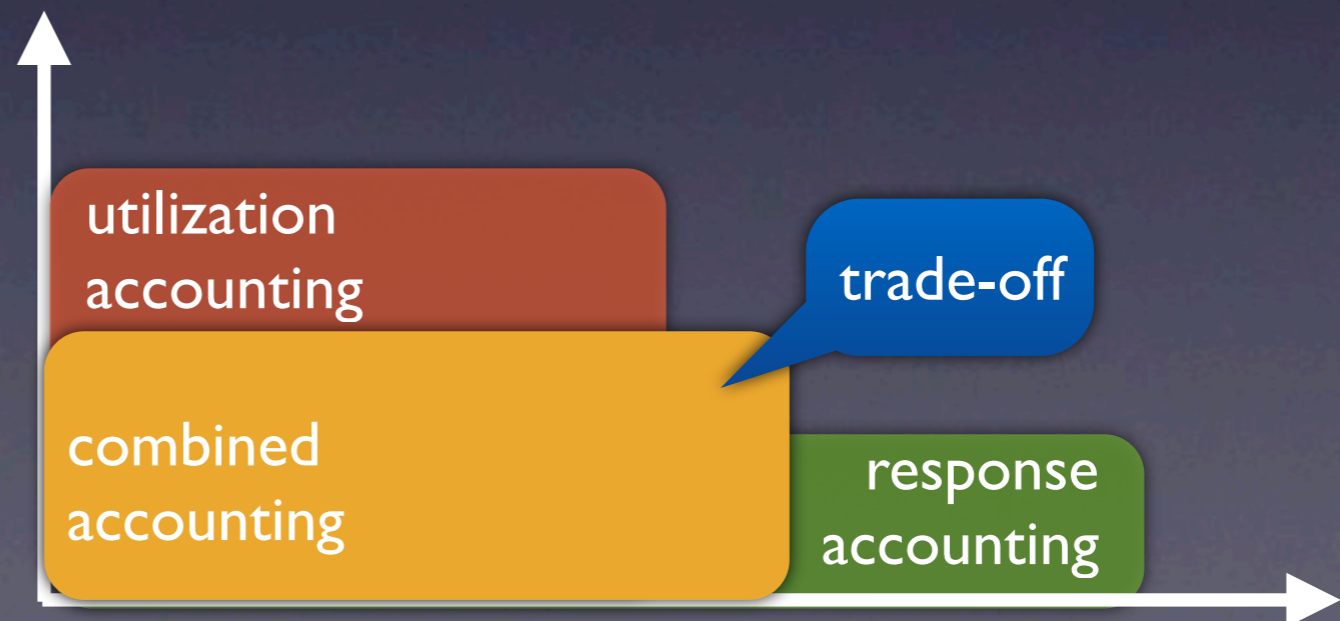 utilization
accounting
trade-off
combined
accounting
response
accounting